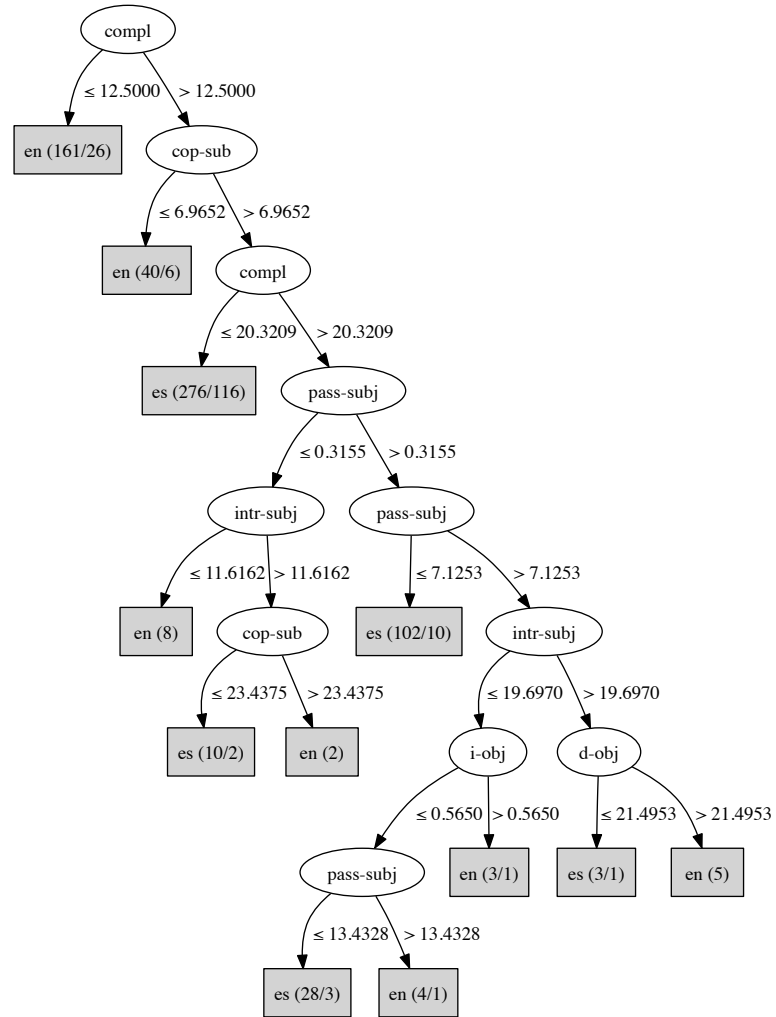 compl
≤ 12.5000 > 12.5000
en (161/26) cop-sub
≤ 6.9652 > 6.9652
en (40/6) compl
≤ 20.3209 > 20.3209
es (276/116) pass-subj
≤ 0.3155 > 0.3155
intr-subj pass-subj
≤ 11.6162 > 11.6162 ≤ 7.1253 > 7.1253
en (8) cop-sub es (102/10) intr-subj
≤ 23.4375 > 23.4375 ≤ 19.6970 > 19.6970
es (10/2) en (2) i-obj d-obj
≤ 0.5650 > 0.5650 ≤ 21.4953 > 21.4953
pass-subj en (3/1) es (3/1) en (5)
≤ 13.4328 > 13.4328
es (28/3) en (4/1)